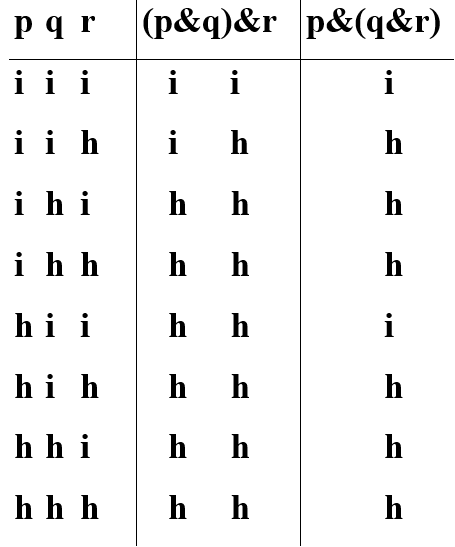 p q r (p&q)&r p&(q&r)
i i i i i i
i i h i h h
i h i h h h
i h h h h h
h i i h h i
h i h h h h
h h i h h h
h h h h h h